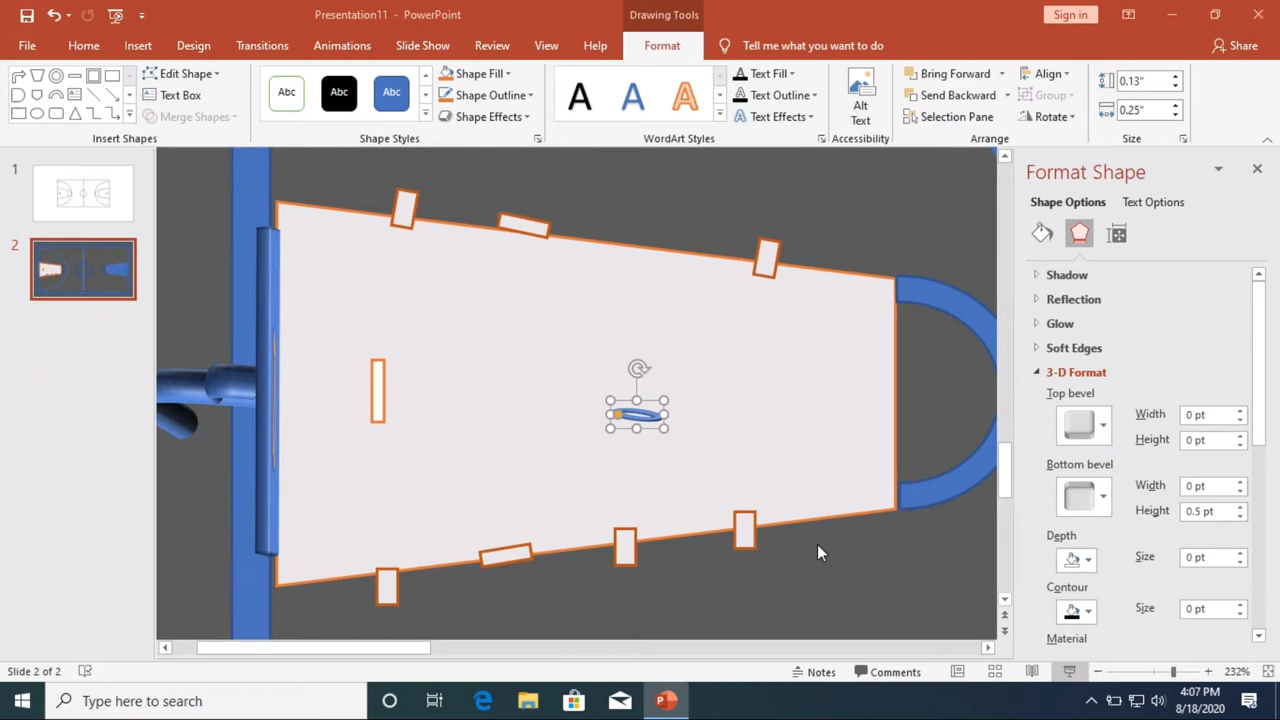 Presentation11 - PowerPoint
Drawing Tools
Sign in
File
Home
Insert
Design
Transitions
Animations
Slide Show
Review
View
Help
Format
Tell me what you want to do
Share
Edit Shape
Text Box
Merge Shapes
Insert Shapes
Abc
Abc
Abc
Shape Fill
Shape Outline
Shape Effects
Shape Styles
A
A
A
Text Fill
Text Outline
Text Effects
WordArt Styles
Alt
Text
Accessibility
Bring Forward
Send Backward
Selection Pane
Align
Group
Rotate
Arrange
0.13"
0.25"
Size
1
2
Format Shape
Shape Options
Text Options
Shadow
Reflection
Glow
Soft Edges
3-D Format
Top bevel
Width
0 pt
Height
0 pt
Bottom bevel
Width
0 pt
Height
0.5 pt
Depth
Size
0 pt
Contour
Size
0 pt
Material
Slide 2 of 2
Notes
Comments
232%
Type here to search
4:07 PM
8/18/2020